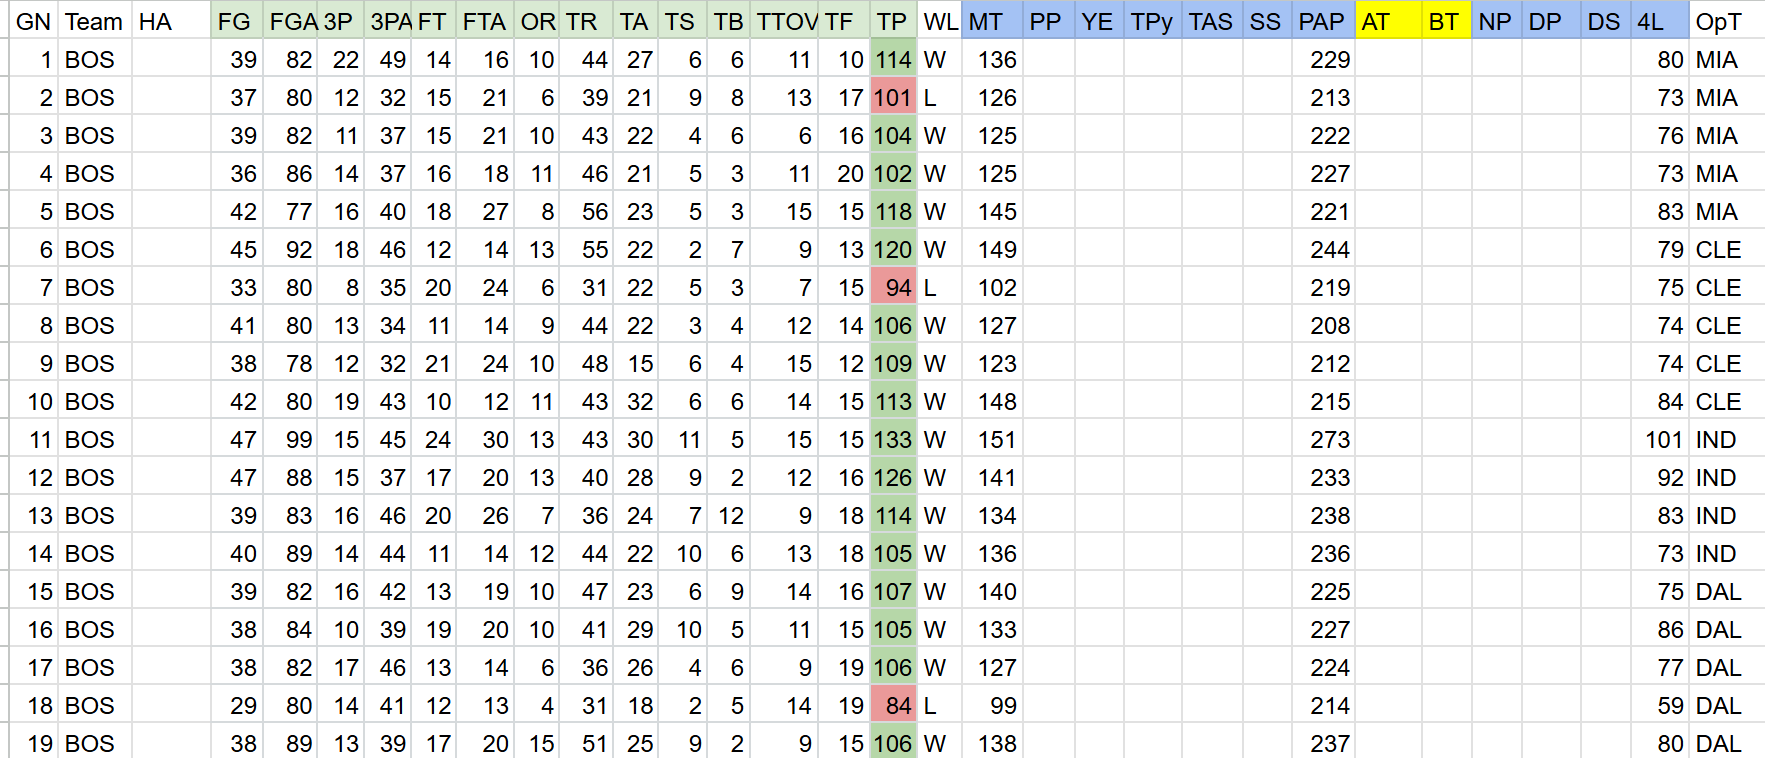 GN Team HA FG FGA 3P 3PA FT FTA OR TR TA TS TB TTOV TF TP WL MT PP YE TPy TAS SS PAP AT BT NP DP DS 4L OpT
1 BOS 39 82 22 49 14 16 10 44 27 6 6 11 10 114 W 136 229 80 MIA
2 BOS 37 80 12 32 15 21 6 39 21 9 8 13 17 101 L 126 213 73 MIA
3 BOS 39 82 11 37 15 21 10 43 22 4 6 6 16 104 W 125 222 76 MIA
4 BOS 36 86 14 37 16 18 11 46 21 5 3 11 20 102 W 125 227 73 MIA
5 BOS 42 77 16 40 18 27 8 56 23 5 3 15 15 118 W 145 221 83 MIA
6 BOS 45 92 18 46 12 14 13 55 22 2 7 9 13 120 W 149 244 79 CLE
7 BOS 33 80 8 35 20 24 6 31 22 5 3 7 15 94 L 102 219 75 CLE
8 BOS 41 80 13 34 11 14 9 44 22 3 4 12 14 106 W 127 208 74 CLE
9 BOS 38 78 12 32 21 24 10 48 15 6 4 15 12 109 W 123 212 74 CLE
10 BOS 42 80 19 43 10 12 11 43 32 6 6 14 15 113 W 148 215 84 CLE
11 BOS 47 99 15 45 24 30 13 43 30 11 5 15 15 133 W 151 273 101 IND
12 BOS 47 88 15 37 17 20 13 40 28 9 2 12 16 126 W 141 233 92 IND
13 BOS 39 83 16 46 20 26 7 36 24 7 12 9 18 114 W 134 238 83 IND
14 BOS 40 89 14 44 11 14 12 44 22 10 6 13 18 105 W 136 236 73 IND
15 BOS 39 82 16 42 13 19 10 47 23 6 9 14 16 107 W 140 225 75 DAL
16 BOS 38 84 10 39 19 20 10 41 29 10 5 11 15 105 W 133 227 86 DAL
17 BOS 38 82 17 46 13 14 6 36 26 4 6 9 19 106 W 127 224 77 DAL
18 BOS 29 80 14 41 12 13 4 31 18 2 5 14 19 84 L 99 214 59 DAL
19 BOS 38 89 13 39 17 20 15 51 25 9 2 9 15 106 W 138 237 80 DAL